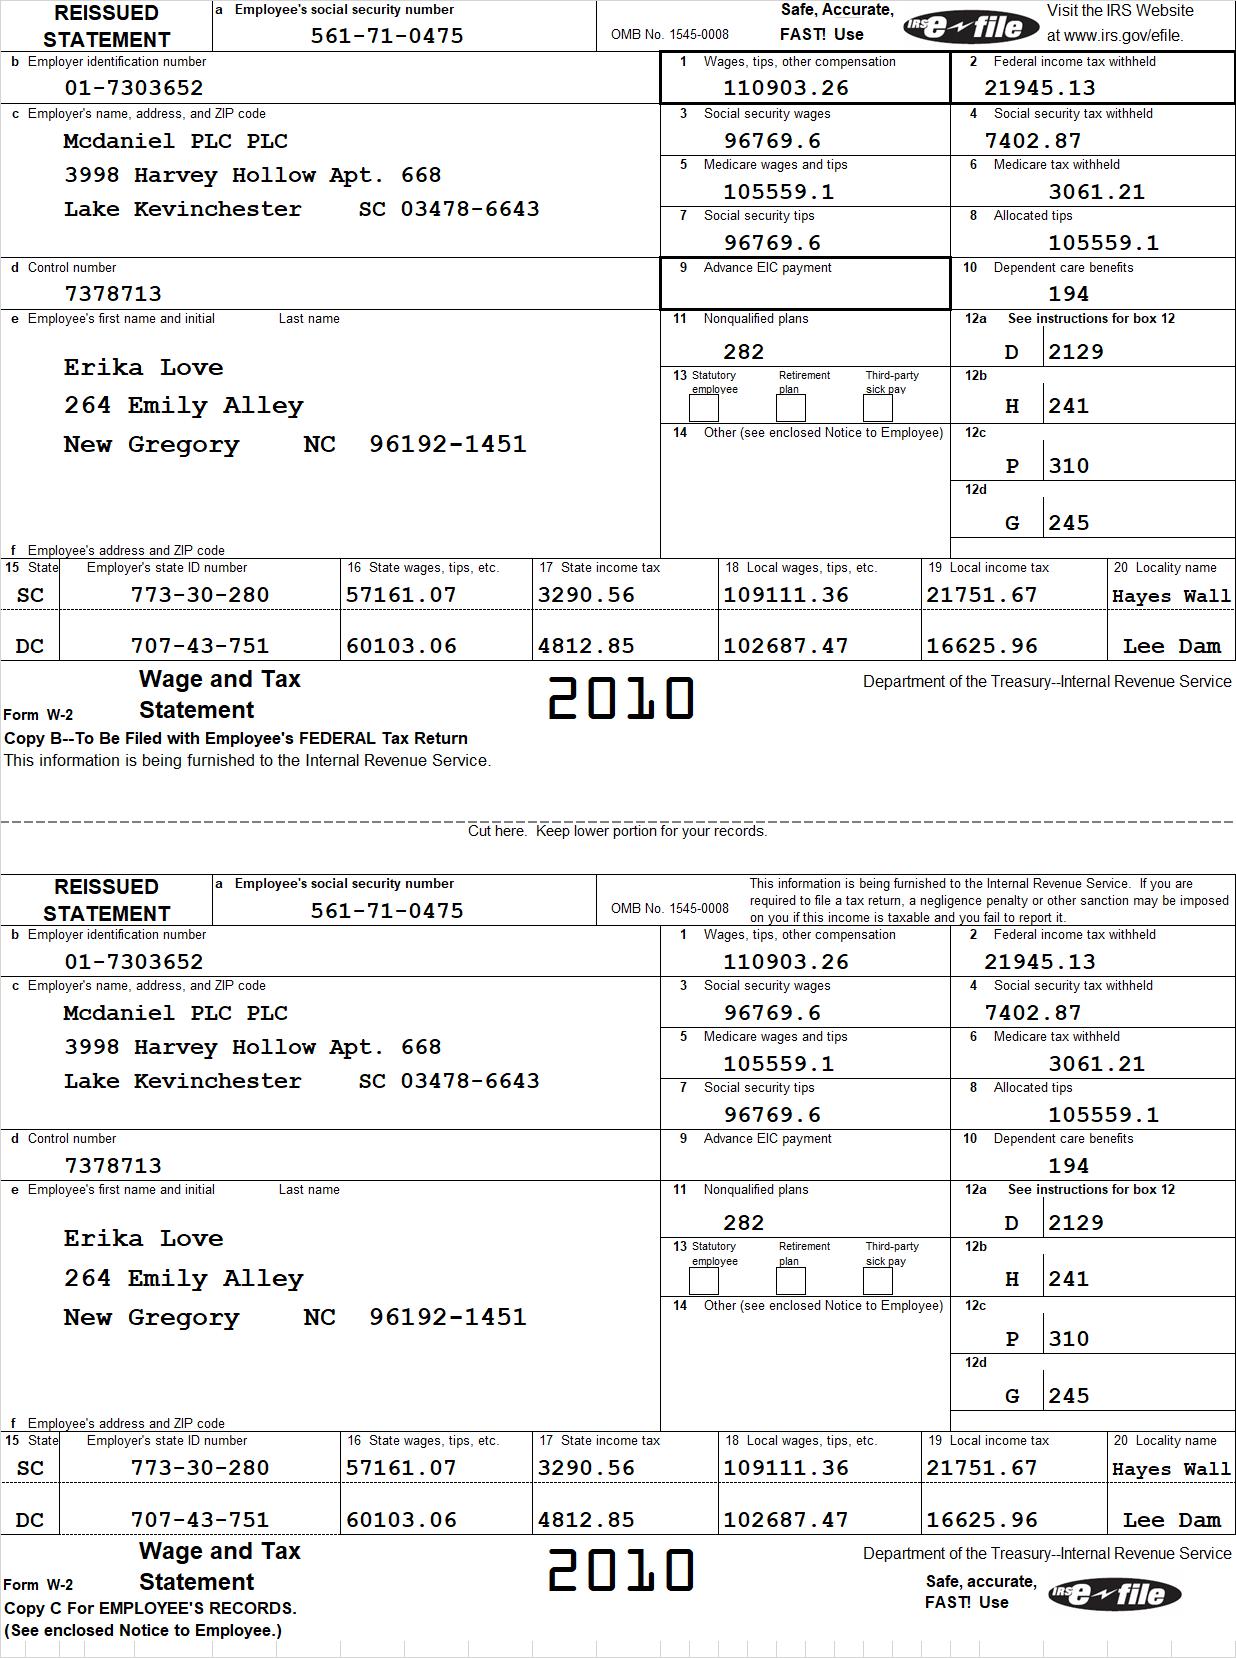 REISSUED STATEMENT
a Employee's social security number
561-71-0475
OMB No. 1545-0008
Safe, Accurate,
FAST! Use
IRS e-file
Visit the IRS Website
at www.irs.gov/efile.
b Employer identification number
01-7303652
1 Wages, tips, other compensation
110903.26
2 Federal income tax withheld
21945.13
c Employer's name, address, and ZIP code
Mcdaniel PLC PLC
3998 Harvey Hollow Apt. 668
Lake Kevinchester SC 03478-6643
3 Social security wages
96769.6
4 Social security tax withheld
7402.87
5 Medicare wages and tips
105559.1
6 Medicare tax withheld
3061.21
7 Social security tips
96769.6
8 Allocated tips
105559.1
d Control number
7378713
9 Advance EIC payment
10 Dependent care benefits
194
e Employee's first name and initial Last name
Erika Love
264 Emily Alley
New Gregory NC 96192-1451
11 Nonqualified plans
282
12a See instructions for box 12
D 2129
13 Statutory employee Retirement plan Third-party sick pay
12b
H 241
14 Other (see enclosed Notice to Employee)
12c
P 310
12d
G 245
f Employee's address and ZIP code
15 State Employer's state ID number 16 State wages, tips, etc. 17 State income tax 18 Local wages, tips, etc. 19 Local income tax 20 Locality name
SC 773-30-280 57161.07 3290.56 109111.36 21751.67 Hayes Wall
DC 707-43-751 60103.06 4812.85 102687.47 16625.96 Lee Dam
Form W-2
Wage and Tax
Statement
2010
Department of the Treasury--Internal Revenue Service
Copy B--To Be Filed with Employee's FEDERAL Tax Return
This information is being furnished to the Internal Revenue Service.
Cut here. Keep lower portion for your records.
REISSUED STATEMENT
a Employee's social security number
561-71-0475
OMB No. 1545-0008
This information is being furnished to the Internal Revenue Service. If you are
required to file a tax return, a negligence penalty or other sanction may be imposed
on you if this income is taxable and you fail to report it.
b Employer identification number
01-7303652
1 Wages, tips, other compensation
110903.26
2 Federal income tax withheld
21945.13
c Employer's name, address, and ZIP code
Mcdaniel PLC PLC
3998 Harvey Hollow Apt. 668
Lake Kevinchester SC 03478-6643
3 Social security wages
96769.6
4 Social security tax withheld
7402.87
5 Medicare wages and tips
105559.1
6 Medicare tax withheld
3061.21
7 Social security tips
96769.6
8 Allocated tips
105559.1
d Control number
7378713
9 Advance EIC payment
10 Dependent care benefits
194
e Employee's first name and initial Last name
Erika Love
264 Emily Alley
New Gregory NC 96192-1451
11 Nonqualified plans
282
12a See instructions for box 12
D 2129
13 Statutory employee Retirement plan Third-party sick pay
12b
H 241
14 Other (see enclosed Notice to Employee)
12c
P 310
12d
G 245
f Employee's address and ZIP code
15 State Employer's state ID number 16 State wages, tips, etc. 17 State income tax 18 Local wages, tips, etc. 19 Local income tax 20 Locality name
SC 773-30-280 57161.07 3290.56 109111.36 21751.67 Hayes Wall
DC 707-43-751 60103.06 4812.85 102687.47 16625.96 Lee Dam
Form W-2
Wage and Tax
Statement
2010
Department of the Treasury--Internal Revenue Service
Safe, accurate,
FAST! Use
IRS e-file
Copy C For EMPLOYEE'S RECORDS.
(See enclosed Notice to Employee.)